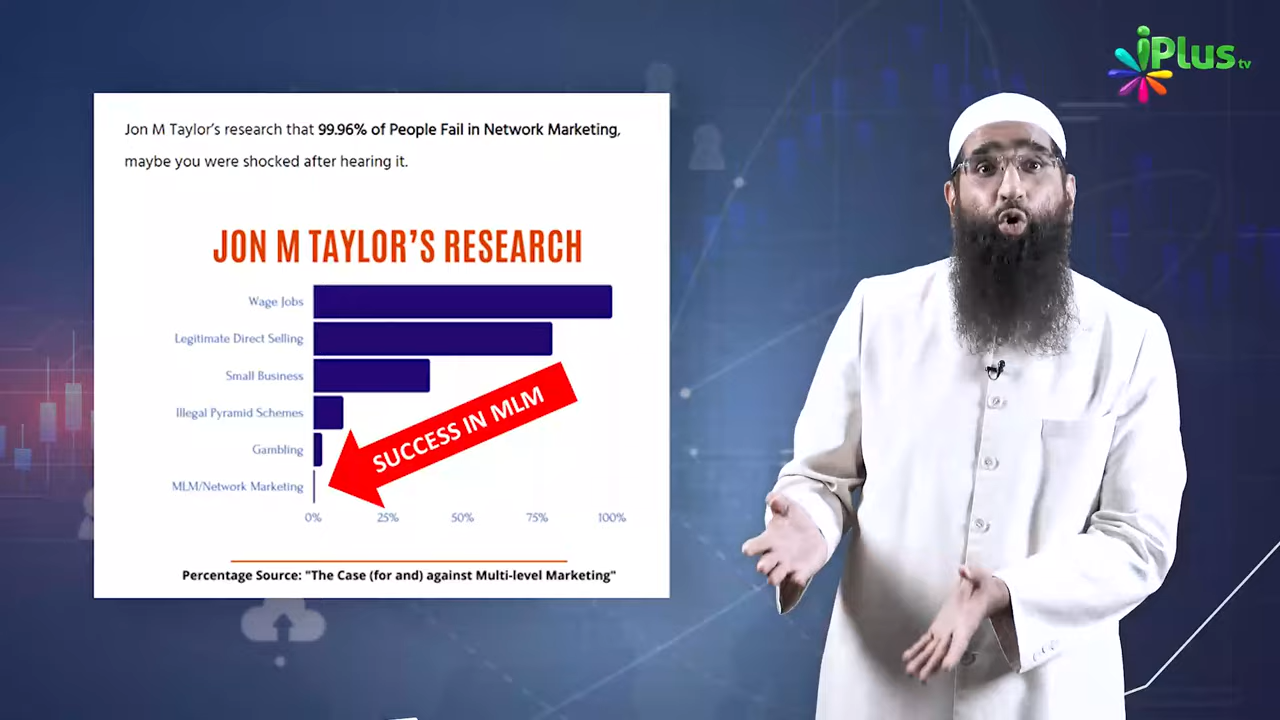 iPlus tv
Jon M Taylor's research that 99.96% of People Fail in Network Marketing,
maybe you were shocked after hearing it.
JON M TAYLOR'S RESEARCH
Wage Jobs
Legitimate Direct Selling
Small Business
Illegal Pyramid Schemes
Gambling
MLM/Network Marketing
SUCCESS IN MLM
0% 25% 50% 75% 100%
Percentage Source: "The Case (for and) against Multi-level Marketing"